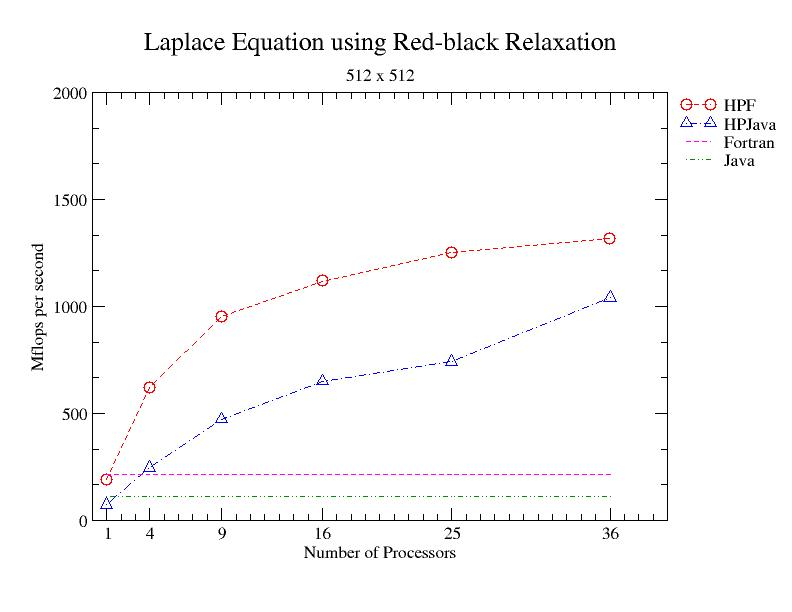 Laplace Equation using Red-black Relaxation
512 x 512
2000
1500
1000
500
0
Mflops per second
1 4 9 16 25 36
Number of Processors
HPF
HPJava
Fortran
Java